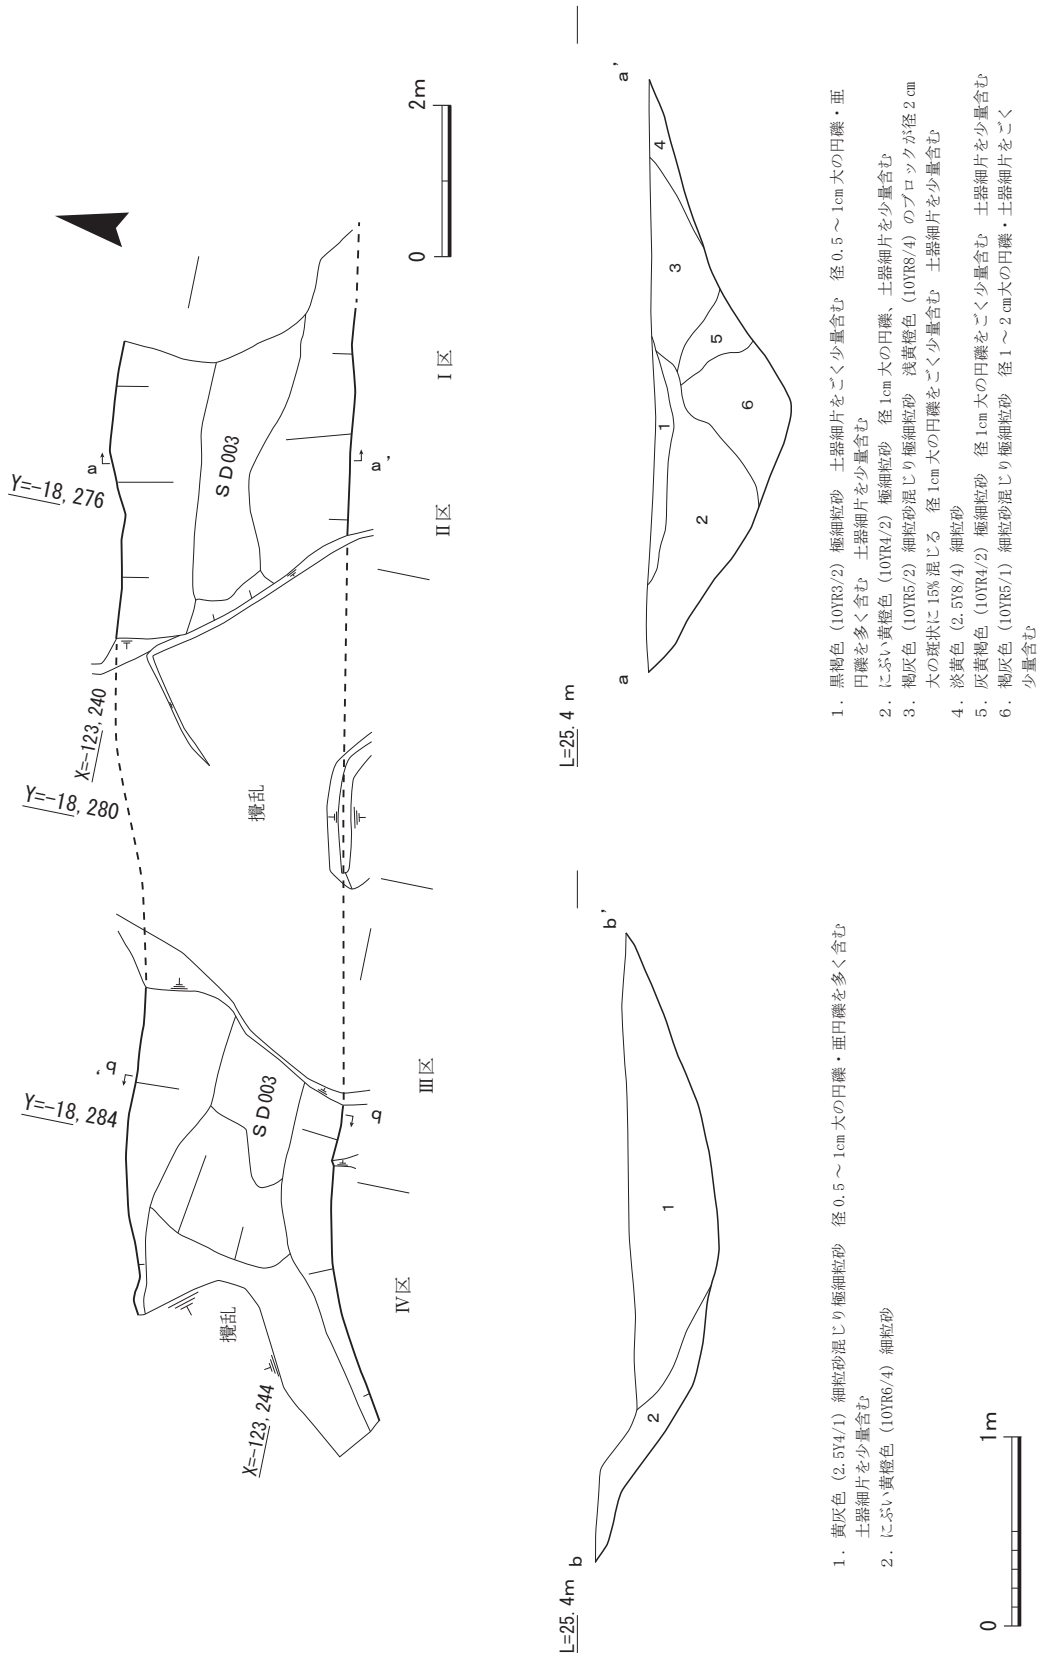 Y=-18, 276
X=-123, 240
Y=-18, 280
Y=-18, 284
X=-123, 244
a
a'
b'
b
SD003
SD003
攪乱
攪乱
Ⅰ区
Ⅱ区
Ⅲ区
Ⅳ区
0
2m
L=25. 4 m
a
a'
1
2
3
4
5
6
1．黒褐色（10YR3/2）極細粒砂　土器細片をごく少量含む　径0.5～1cm大の円礫・亜
円礫を多く含む　土器細片を少量含む
2．にぶい黄橙色（10YR4/2）極細粒砂　径1cm大の円礫、土器細片を少量含む
3．褐灰色（10YR5/2）細粒砂混じり極細粒砂　浅黄橙色（10YR8/4）のブロックが径2cm
大の斑状に15%混じる　径1cm大の円礫をごく少量含む　土器細片を少量含む
4．淡黄色（2.5Y8/4）細粒砂
5．灰黄褐色（10YR4/2）極細粒砂　径1cm大の円礫をごく少量含む　土器細片を少量含む
6．褐灰色（10YR5/1）細粒砂混じり極細粒砂　径1～2cm大の円礫・土器細片をごく
少量含む
L=25. 4m
b
b'
1
2
1．黄灰色（2.5Y4/1）細粒砂混じり極細粒砂　径0.5～1cm大の円礫・亜円礫を多く含む
土器細片を少量含む
2．にぶい黄橙色（10YR6/4）細粒砂
0
1m